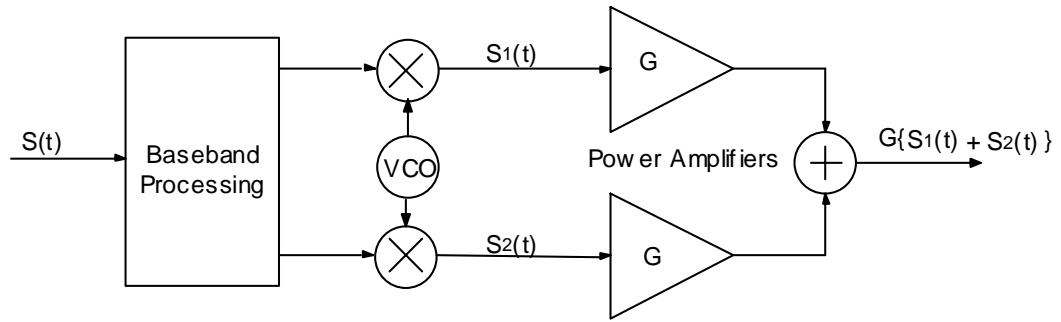 S1(t)
G
S(t)
Baseband
Processing
VCO
Power Amplifiers
G{S1(t) + S2(t) }
S2(t)
G